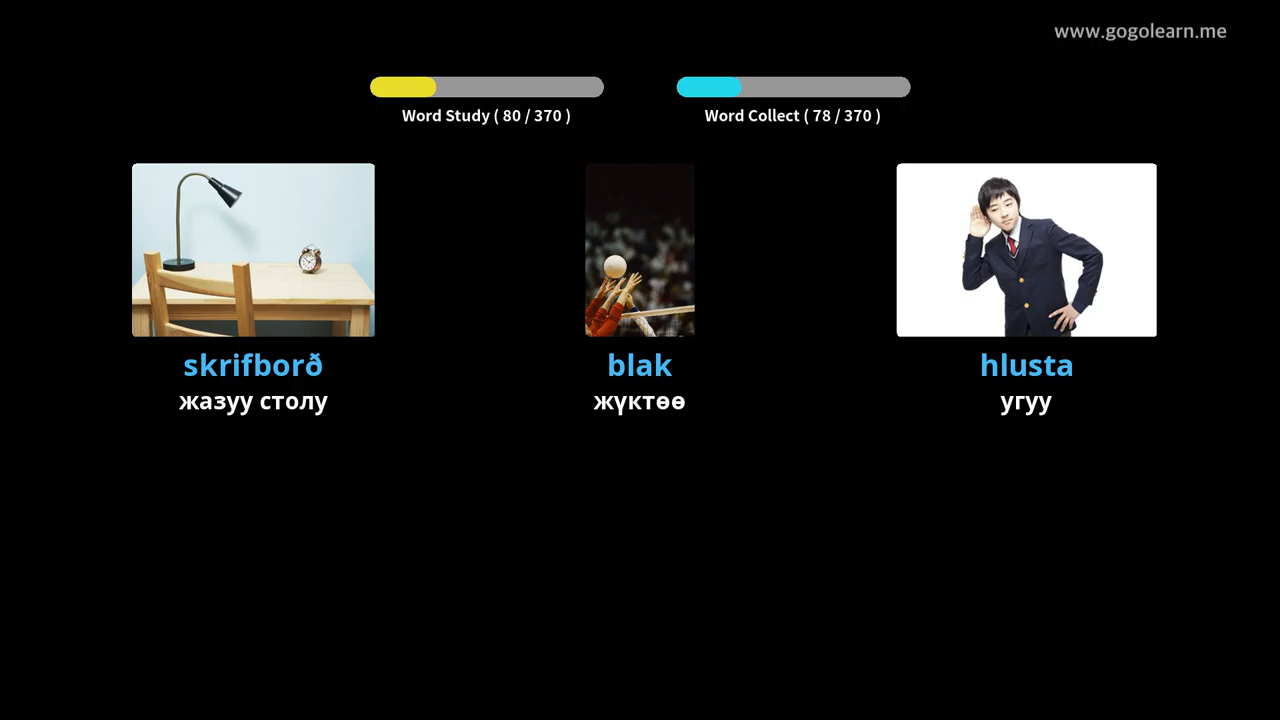 www.gogolearn.me
Word Study ( 80 / 370 )
Word Collect ( 78 / 370 )
skrifborð
blak
hlusta
жазуу столу
жүктөө
угуу